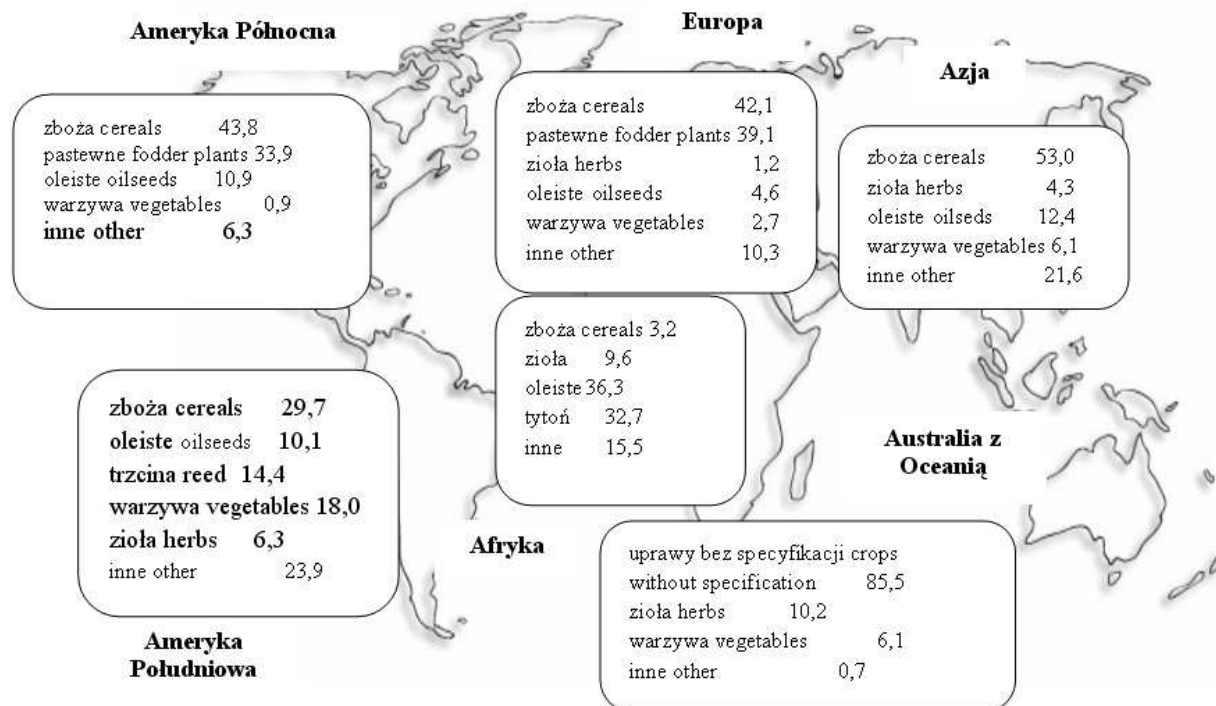 Ameryka Północna
zboża cereals 43,8
pastewne fodder plants 33,9
oleiste oilseeds 10,9
warzywa vegetables 0,9
inne other 6,3
Europa
zboża cereals 42,1
pastewne fodder plants 39,1
zioła herbs 1,2
oleiste oilseeds 4,6
warzywa vegetables 2,7
inne other 10,3
Azja
zboża cereals 53,0
zioła herbs 4,3
oleiste oilseds 12,4
warzywa vegetables 6,1
inne other 21,6
zboża cereals 3,2
zioła 9,6
oleiste 36,3
tytoń 32,7
inne 15,5
Afryka
zboża cereals 29,7
oleiste oilseeds 10,1
trzcina reed 14,4
warzywa vegetables 18,0
zioła herbs 6,3
inne other 23,9
Ameryka
Południowa
Australia z
Oceanią
uprawy bez specyfikacji crops
without specification 85,5
zioła herbs 10,2
warzywa vegetables 6,1
inne other 0,7